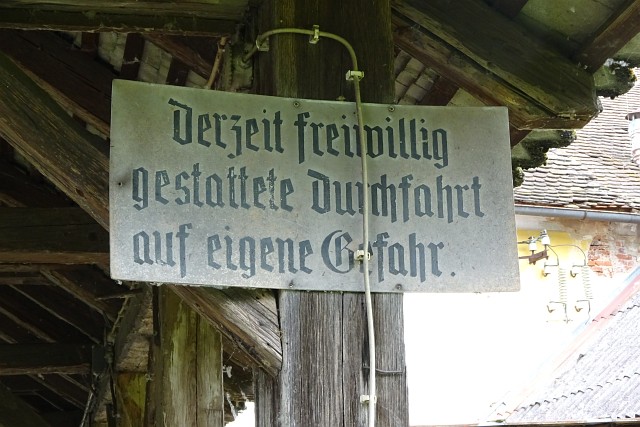 Derzeit freiwillig
gestattete Durchfahrt
auf eigene Gefahr.